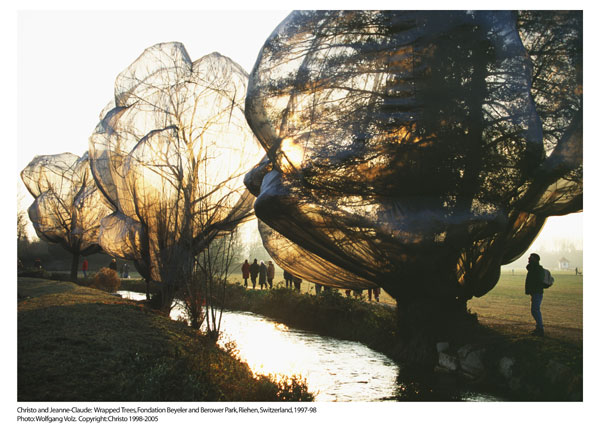 Christo and Jeanne-Claude: Wrapped Trees, Fondation Beyeler and Berower Park, Riehen, Switzerland, 1997-98
Photo: Wolfgang Volz. Copyright: Christo 1998-2005